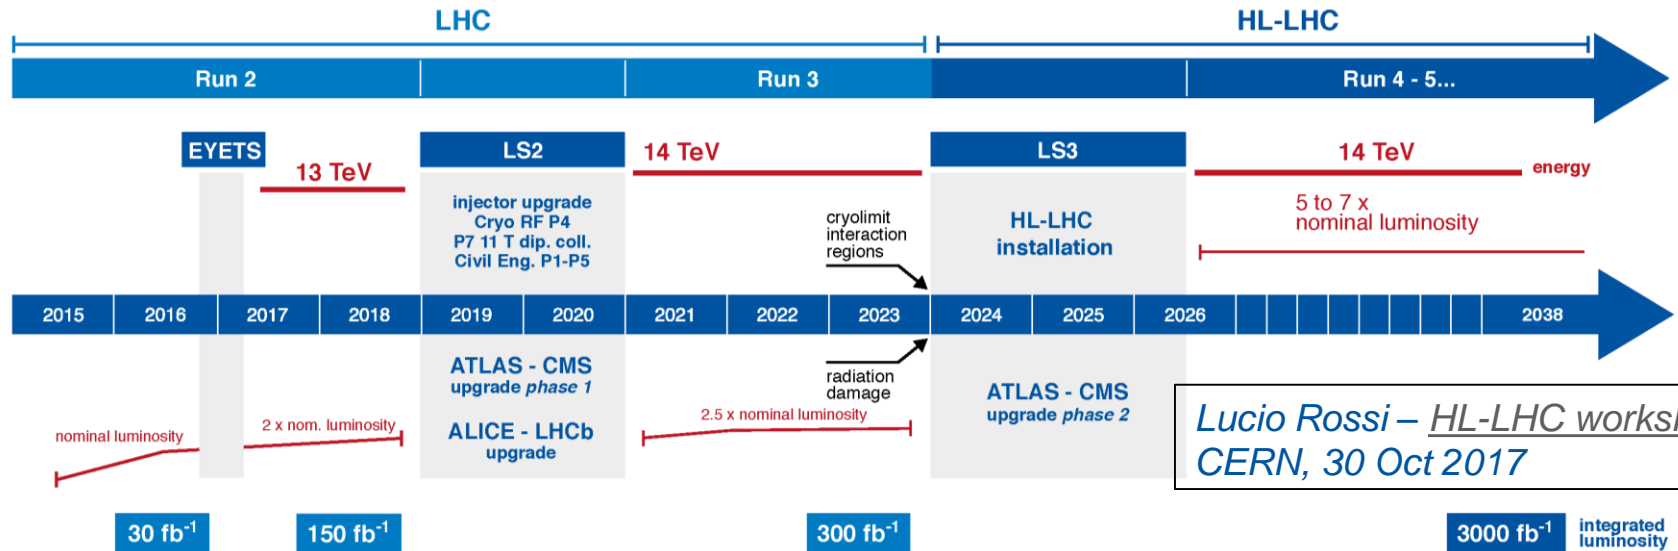 LHC
HL-LHC
Run 2
Run 3
Run 4 - 5...
EYETS
13 TeV
LS2
14 TeV
LS3
14 TeV
energy
injector upgrade
Cryo RF P4
P7 11 T dip. coll.
Civil Eng. P1-P5
cryolimit
interaction
regions
HL-LHC
installation
5 to 7 x
nominal luminosity
2015 2016 2017 2018 2019 2020 2021 2022 2023 2024 2025 2026 2038
ATLAS - CMS
upgrade phase 1
ALICE - LHCb
upgrade
radiation
damage
ATLAS - CMS
upgrade phase 2
nominal luminosity
2 x nom. luminosity
2.5 x nominal luminosity
Lucio Rossi – HL-LHC
CERN, 30 Oct 2017
30 fb⁻¹
150 fb⁻¹
300 fb⁻¹
3000 fb⁻¹
integrated
luminosity